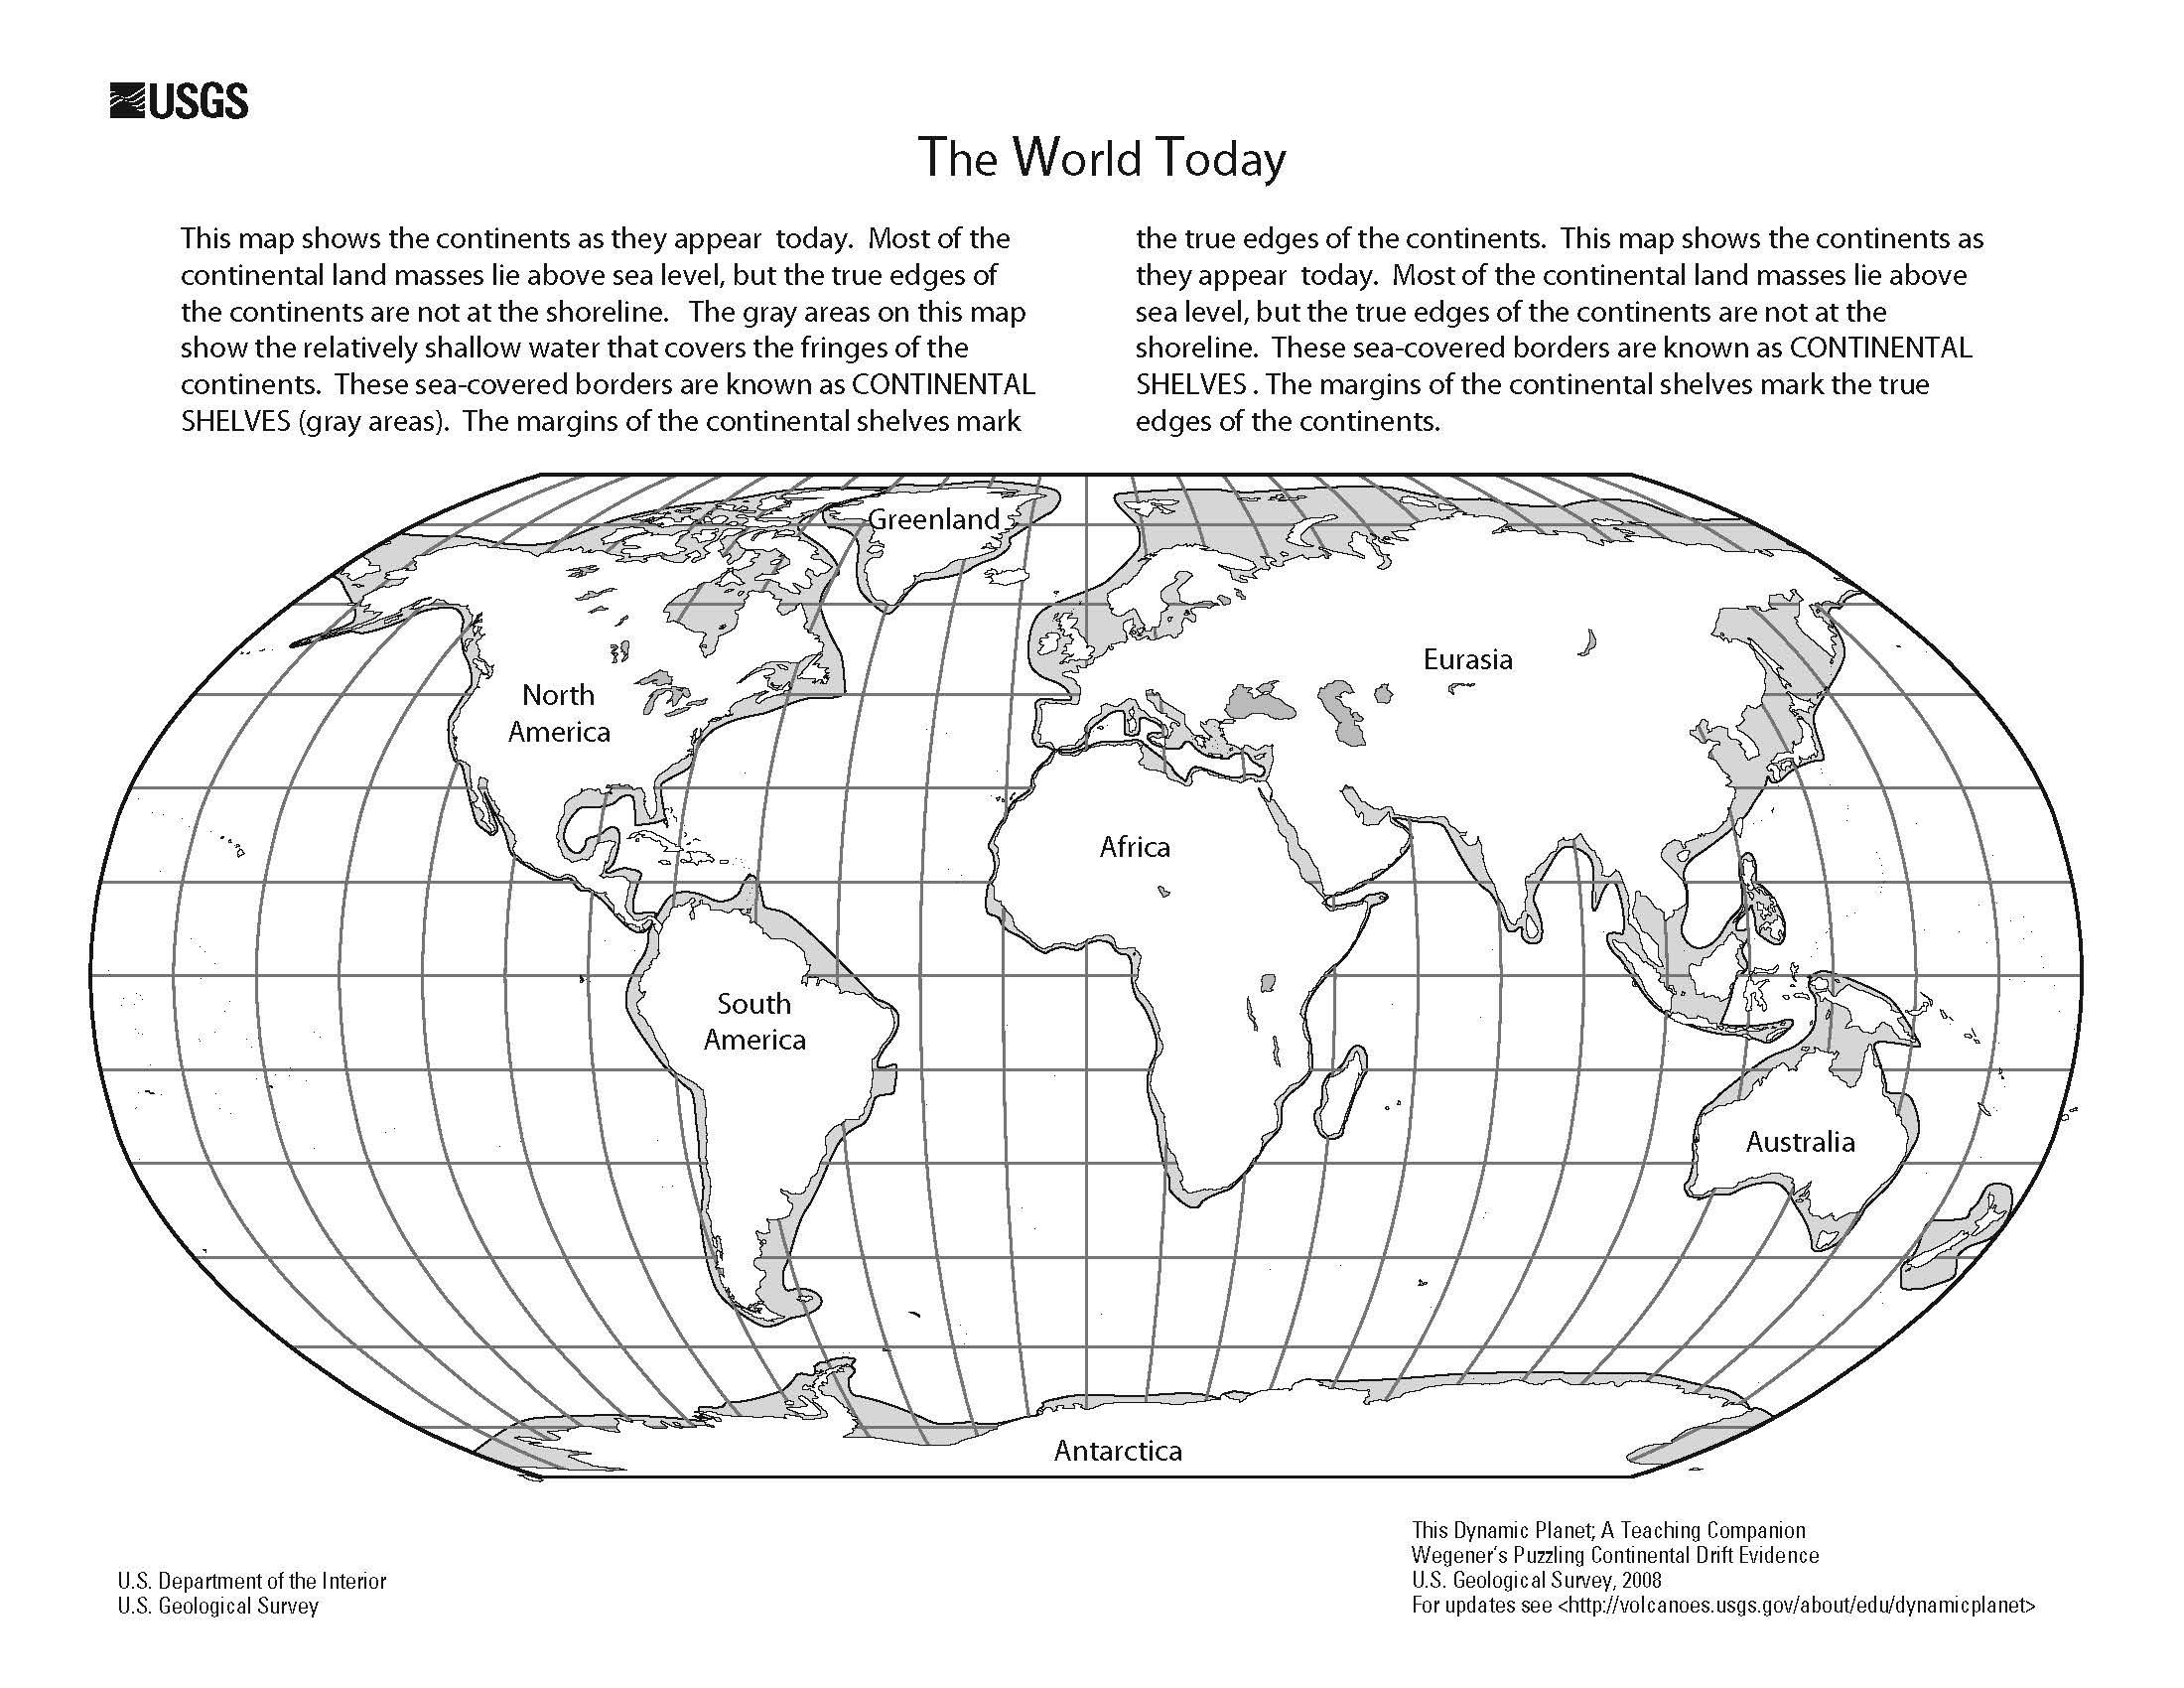 USGS
The World Today
This map shows the continents as they appear today. Most of the
continental land masses lie above sea level, but the true edges of
the continents are not at the shoreline. The gray areas on this map
show the relatively shallow water that covers the fringes of the
continents. These sea-covered borders are known as CONTINENTAL
SHELVES (gray areas). The margins of the continental shelves mark
the true edges of the continents. This map shows the continents as
they appear today. Most of the continental land masses lie above
sea level, but the true edges of the continents are not at the
shoreline. These sea-covered borders are known as CONTINENTAL
SHELVES . The margins of the continental shelves mark the true
edges of the continents.
Greenland
Eurasia
North
America
Africa
South
America
Australia
Antarctica
This Dynamic Planet; A Teaching Companion
Wegener's Puzzling Continental Drift Evidence
U.S. Geological Survey, 2008
For updates see <http://volcanoes.usgs.gov/about/edu/dynamicplanet>
U.S. Department of the Interior
U.S. Geological Survey